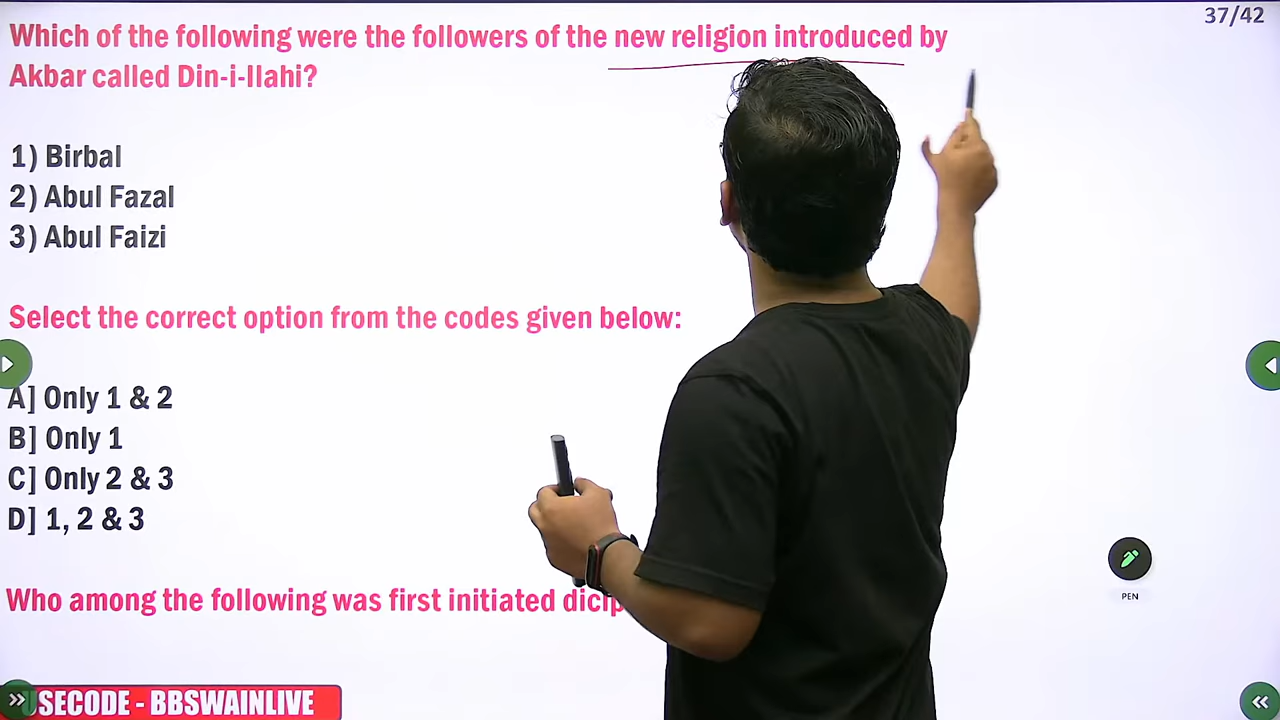 37/42
Which of the following were the followers of the new religion introduced by
Akbar called Din-i-Ilahi?
1) Birbal
2) Abul Fazal
3) Abul Faizi
Select the correct option from the codes given below:
A] Only 1 & 2
B] Only 1
C] Only 2 & 3
D] 1, 2 & 3
Who among the following was first initiated
PEN
SECODE - BBSWAINLIVE